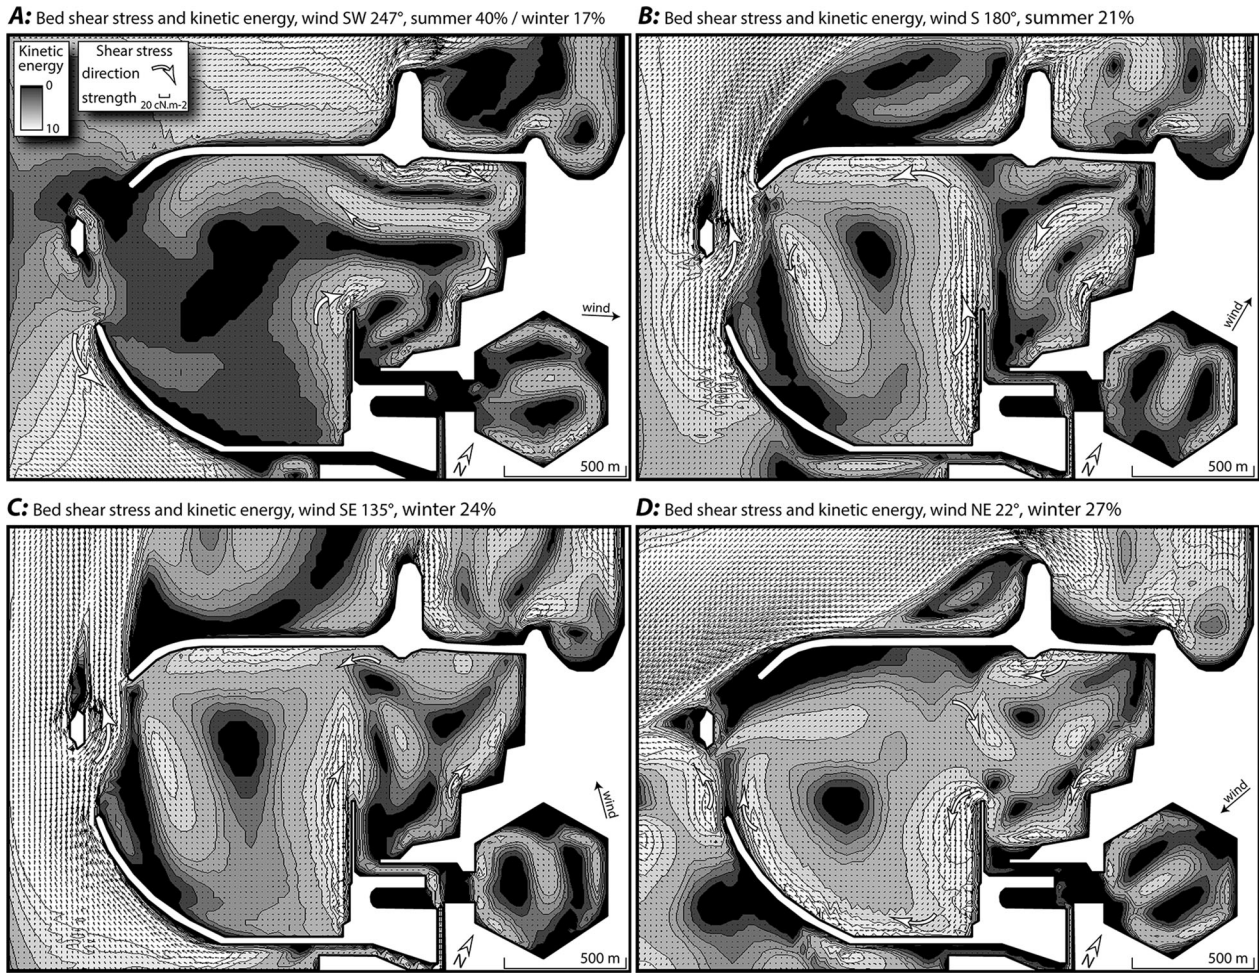 A: Bed shear stress and kinetic energy, wind SW 247°, summer 40% / winter 17%
Kinetic
energy
0
10
Shear stress
direction
strength 20 cN.m-2
wind
N
500 m
B: Bed shear stress and kinetic energy, wind S 180°, summer 21%
wind
N
500 m
C: Bed shear stress and kinetic energy, wind SE 135°, winter 24%
wind
N
500 m
D: Bed shear stress and kinetic energy, wind NE 22°, winter 27%
wind
N
500 m